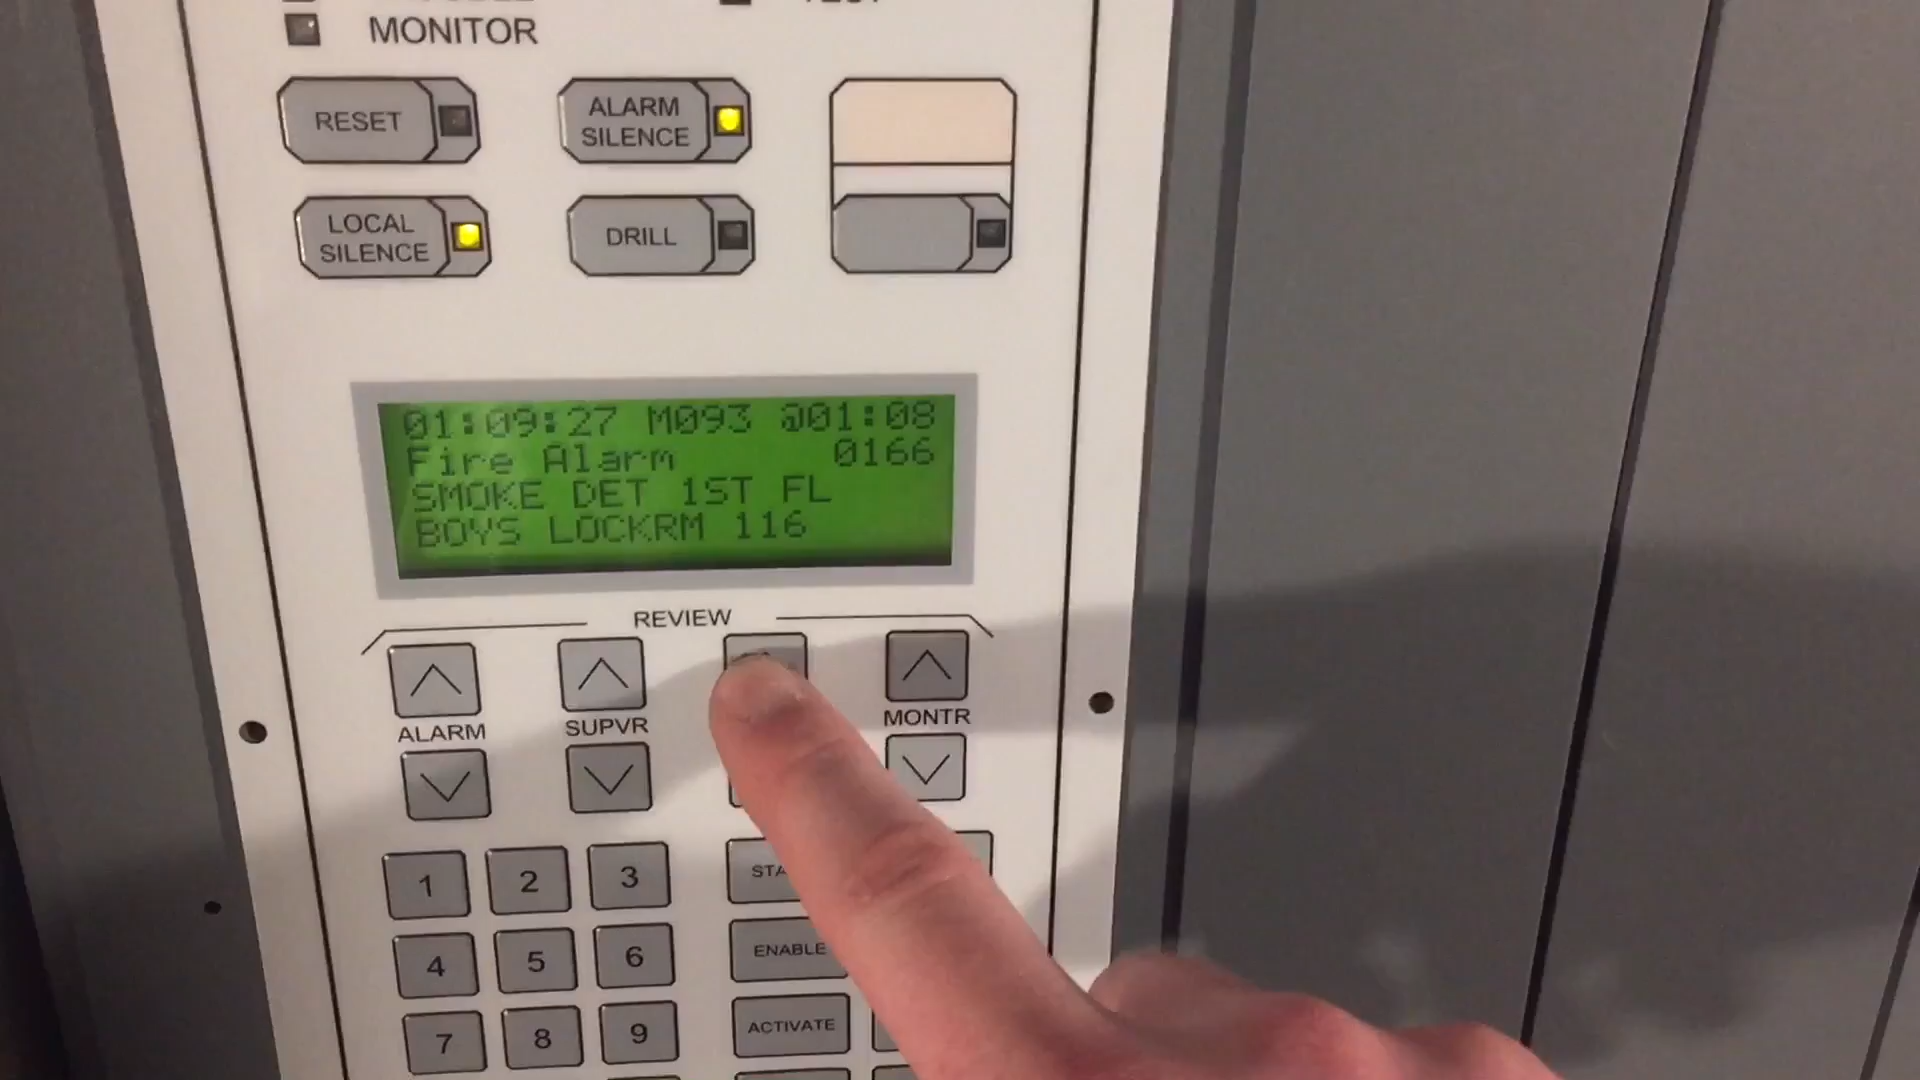 MONITOR
RESET
ALARM
SILENCE
LOCAL
SILENCE
DRILL
01:09:27 M093 @01:08
Fire Alarm 0166
SMOKE DET 1ST FL
BOYS LOCKRM 116
REVIEW
ALARM
SUPVR
MONTR
1
2
3
4
5
6
ENABLE
7
8
9
ACTIVATE